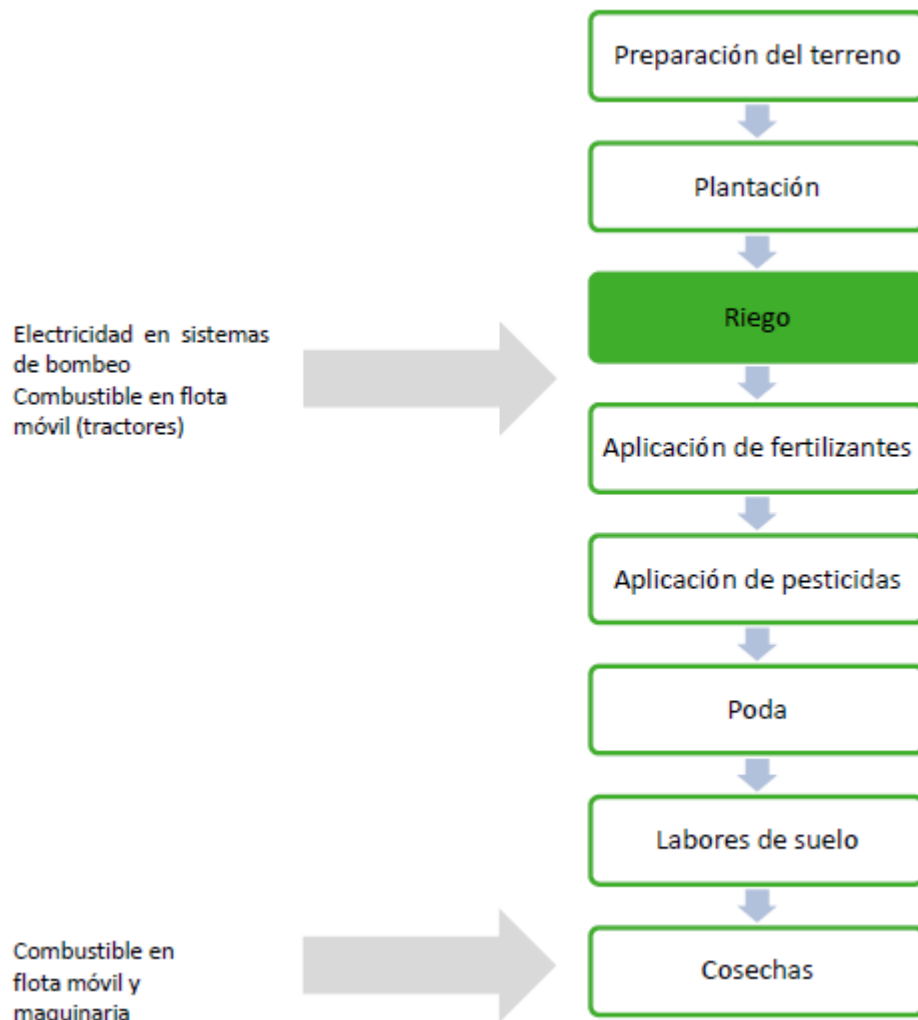 Preparación del terreno
Plantación
Riego
Electricidad en sistemas
de bombeo
Combustible en flota
móvil (tractores)
Aplicación de fertilizantes
Aplicación de pesticidas
Poda
Labores de suelo
Cosechas
Combustible en
flota móvil y
maquinaria